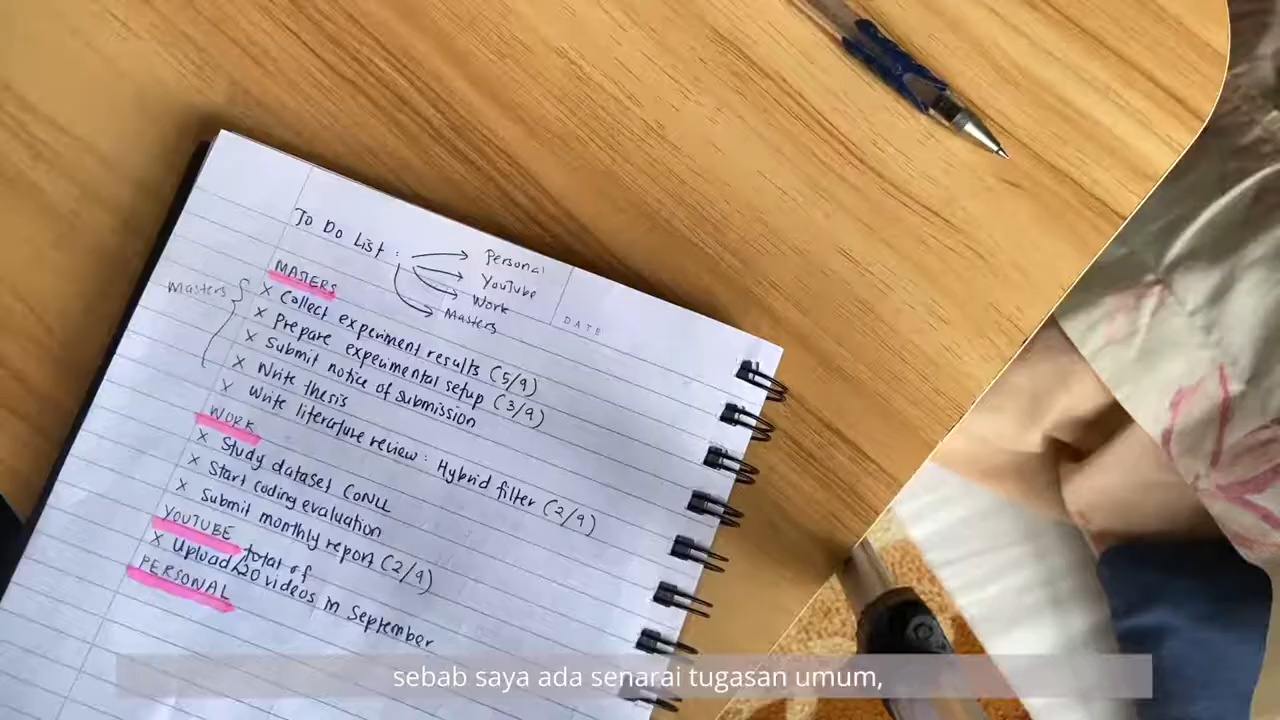 To Do List :
Personal
YouTube
Work
Masters
DATE
MASTERS
Masters
X Collect experiment results (5/9)
X Prepare experimental setup (3/9)
X Submit notice of submission
X Write thesis
X Write literature review : Hybrid filter (2/9)
WORK
X Study dataset CoNLL
X Start coding evaluation
X Submit monthly report (2/9)
YOUTUBE
X Upload total of 20 videos in September
PERSONAL
sebab saya ada senarai tugasan umum,